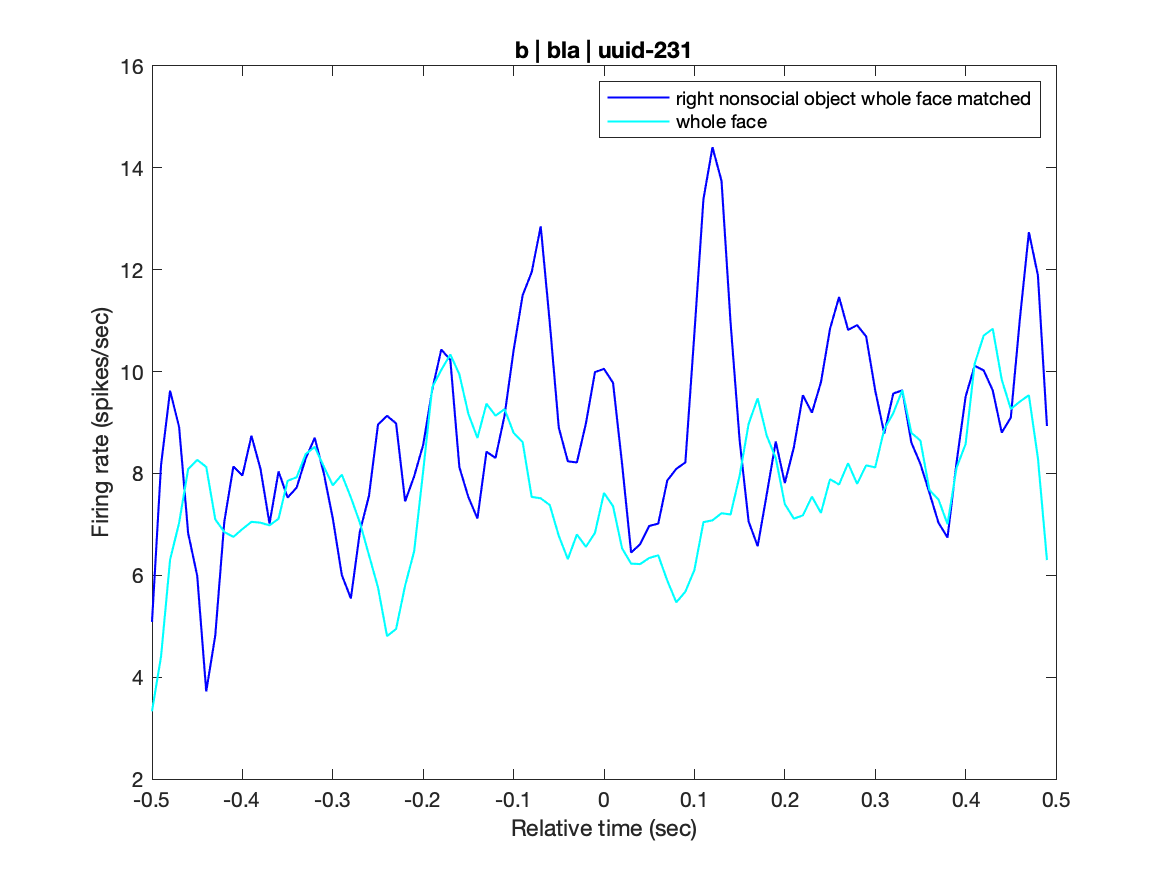 b | bla | uuid-231
right nonsocial object whole face matched
whole face
16
14
12
10
8
6
4
2
Firing rate (spikes/sec)
-0.5 -0.4 -0.3 -0.2 -0.1 0 0.1 0.2 0.3 0.4 0.5
Relative time (sec)